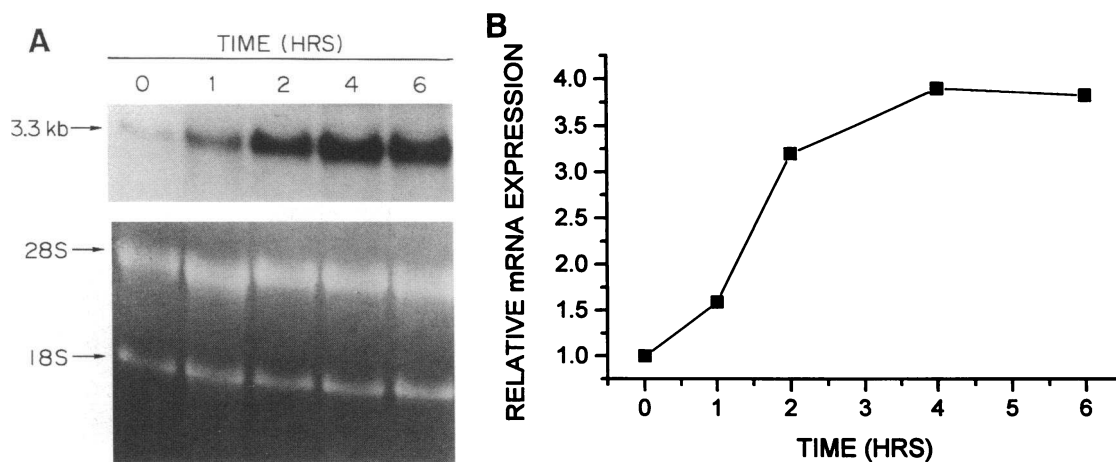 A
TIME (HRS)
0 1 2 4 6
3.3 kb
28S
18S
B
RELATIVE mRNA EXPRESSION
4.0
3.5
3.0
2.5
2.0
1.5
1.0
0 1 2 4 5 6
TIME (HRS)